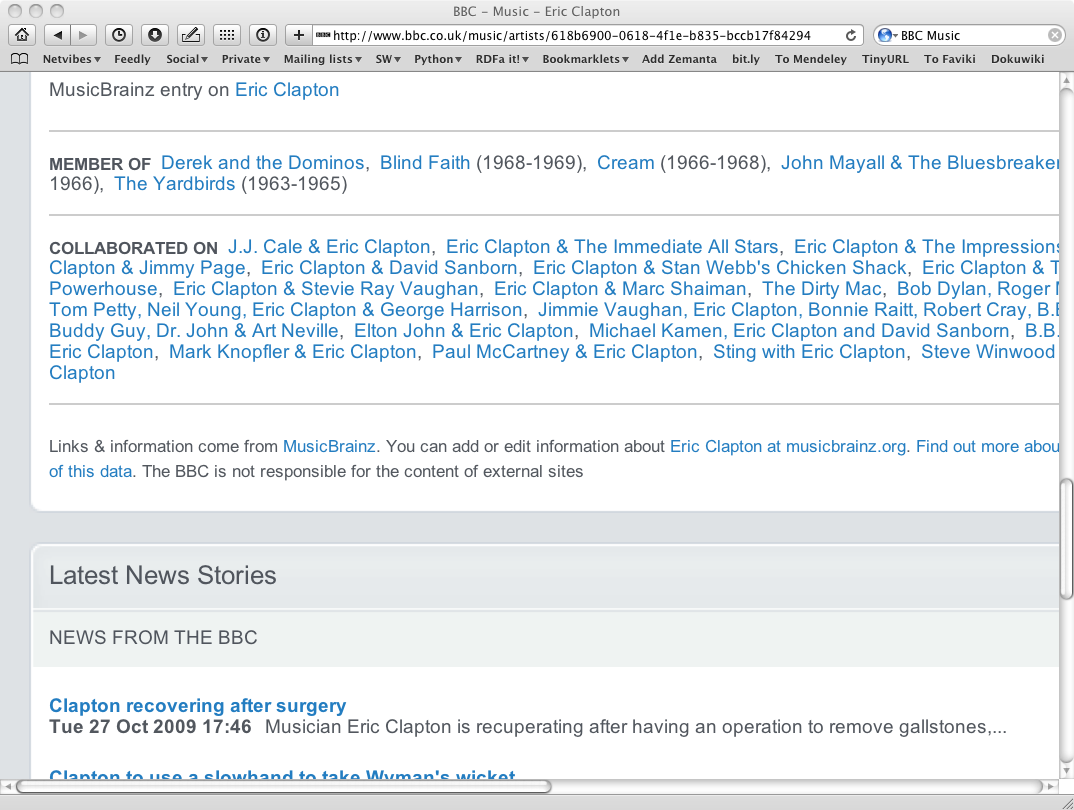 BBC – Music – Eric Clapton
http://www.bbc.co.uk/music/artists/618b6900-0618-4f1e-b835-bccb17f84294 BBC Music
Netvibes Feedly Social Private Mailing lists SW Python RDFa it! Bookmarklets Add Zemanta bit.ly To Mendeley TinyURL To Faviki Dokuwiki
MusicBrainz entry on Eric Clapton
MEMBER OF Derek and the Dominos, Blind Faith (1968-1969), Cream (1966-1968), John Mayall & The Bluesbreaker
1966), The Yardbirds (1963-1965)
COLLABORATED ON J.J. Cale & Eric Clapton, Eric Clapton & The Immediate All Stars, Eric Clapton & The Impressions
Clapton & Jimmy Page, Eric Clapton & David Sanborn, Eric Clapton & Stan Webb's Chicken Shack, Eric Clapton & T
Powerhouse, Eric Clapton & Stevie Ray Vaughan, Eric Clapton & Marc Shaiman, The Dirty Mac, Bob Dylan, Roger
Tom Petty, Neil Young, Eric Clapton & George Harrison, Jimmie Vaughan, Eric Clapton, Bonnie Raitt, Robert Cray, B.B
Buddy Guy, Dr. John & Art Neville, Elton John & Eric Clapton, Michael Kamen, Eric Clapton and David Sanborn, B.B.
Eric Clapton, Mark Knopfler & Eric Clapton, Paul McCartney & Eric Clapton, Sting with Eric Clapton, Steve Winwood
Clapton
Links & information come from MusicBrainz. You can add or edit information about Eric Clapton at musicbrainz.org. Find out more abou
of this data. The BBC is not responsible for the content of external sites
Latest News Stories
NEWS FROM THE BBC
Clapton recovering after surgery
Tue 27 Oct 2009 17:46 Musician Eric Clapton is recuperating after having an operation to remove gallstones,...
Clapton to use a slowhand to take Wyman's wicket